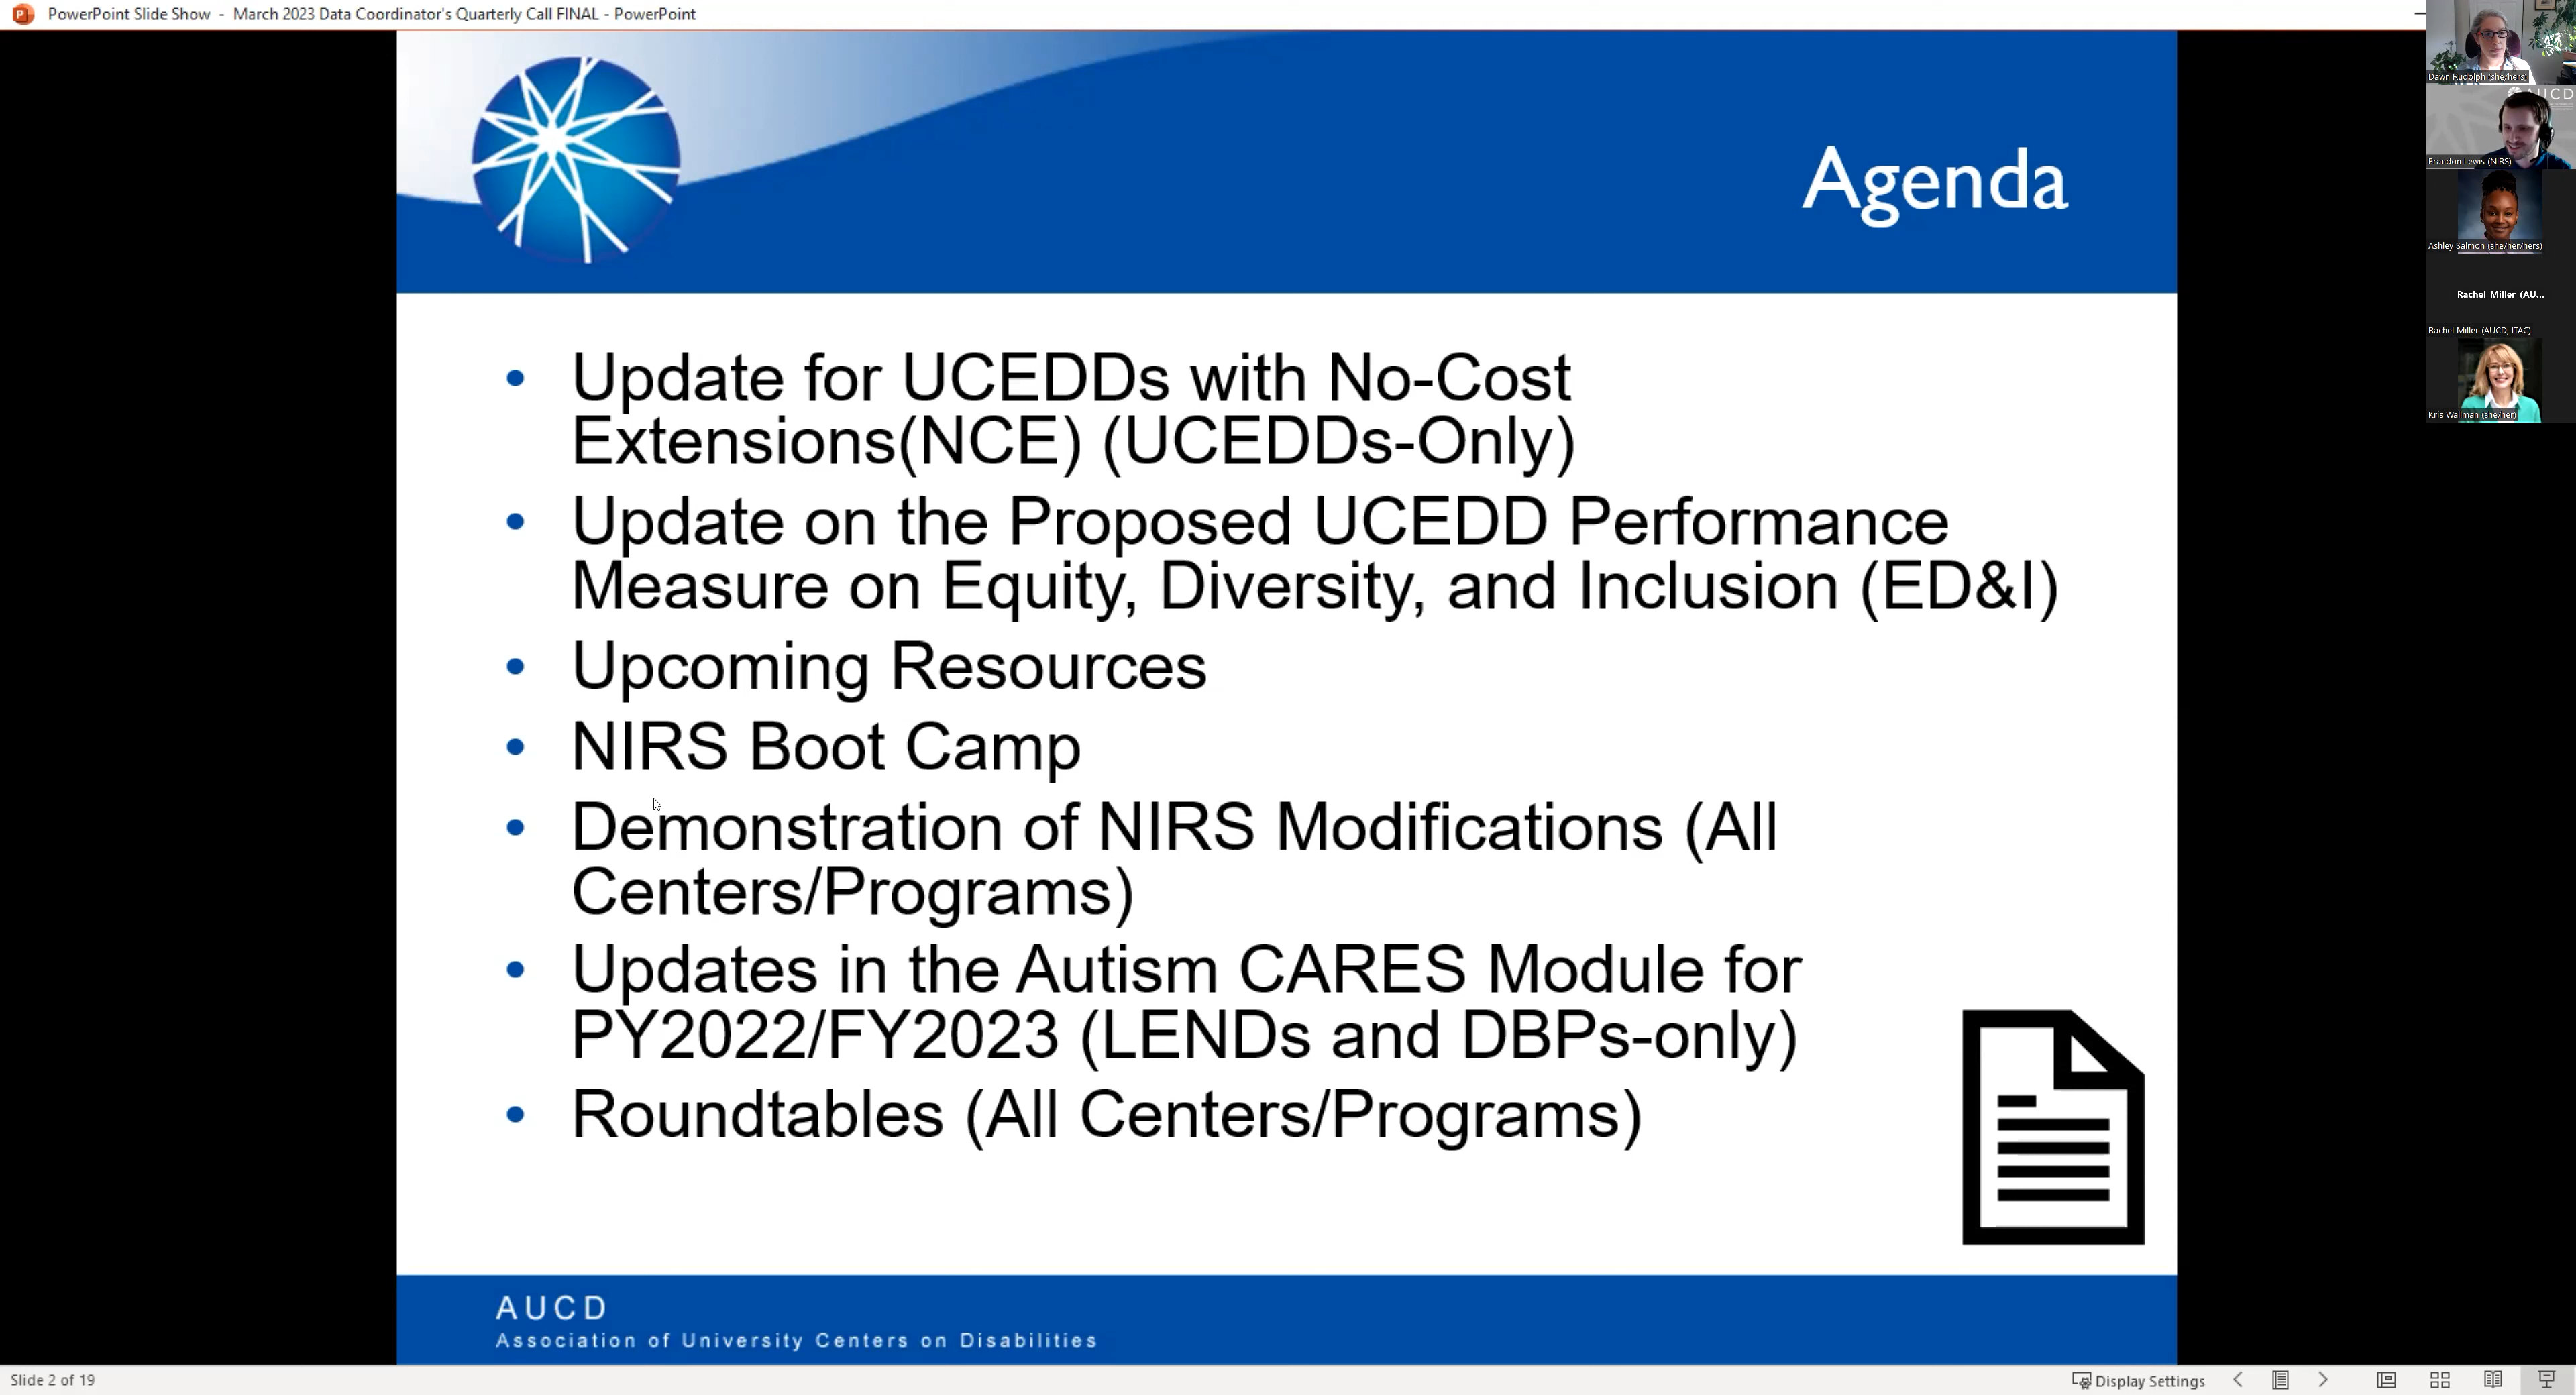 PowerPoint Slide Show - March 2023 Data Coordinator's Quarterly Call FINAL - PowerPoint
Agenda
• Update for UCEDDs with No-Cost
Extensions(NCE) (UCEDDs-Only)
• Update on the Proposed UCEDD Performance
Measure on Equity, Diversity, and Inclusion (ED&I)
• Upcoming Resources
• NIRS Boot Camp
• Demonstration of NIRS Modifications (All
Centers/Programs)
• Updates in the Autism CARES Module for
PY2022/FY2023 (LENDs and DBPs-only)
• Roundtables (All Centers/Programs)
AUCD
Association of University Centers on Disabilities
Slide 2 of 19
Display Settings
Dawn Rudolph (she/hers)
AUCD
Brandon Lewis (NIRS)
Ashley Salmon (she/her/hers)
Rachel Miller (AU...
Rachel Miller (AUCD, ITAC)
Kris Wallman (she/her)